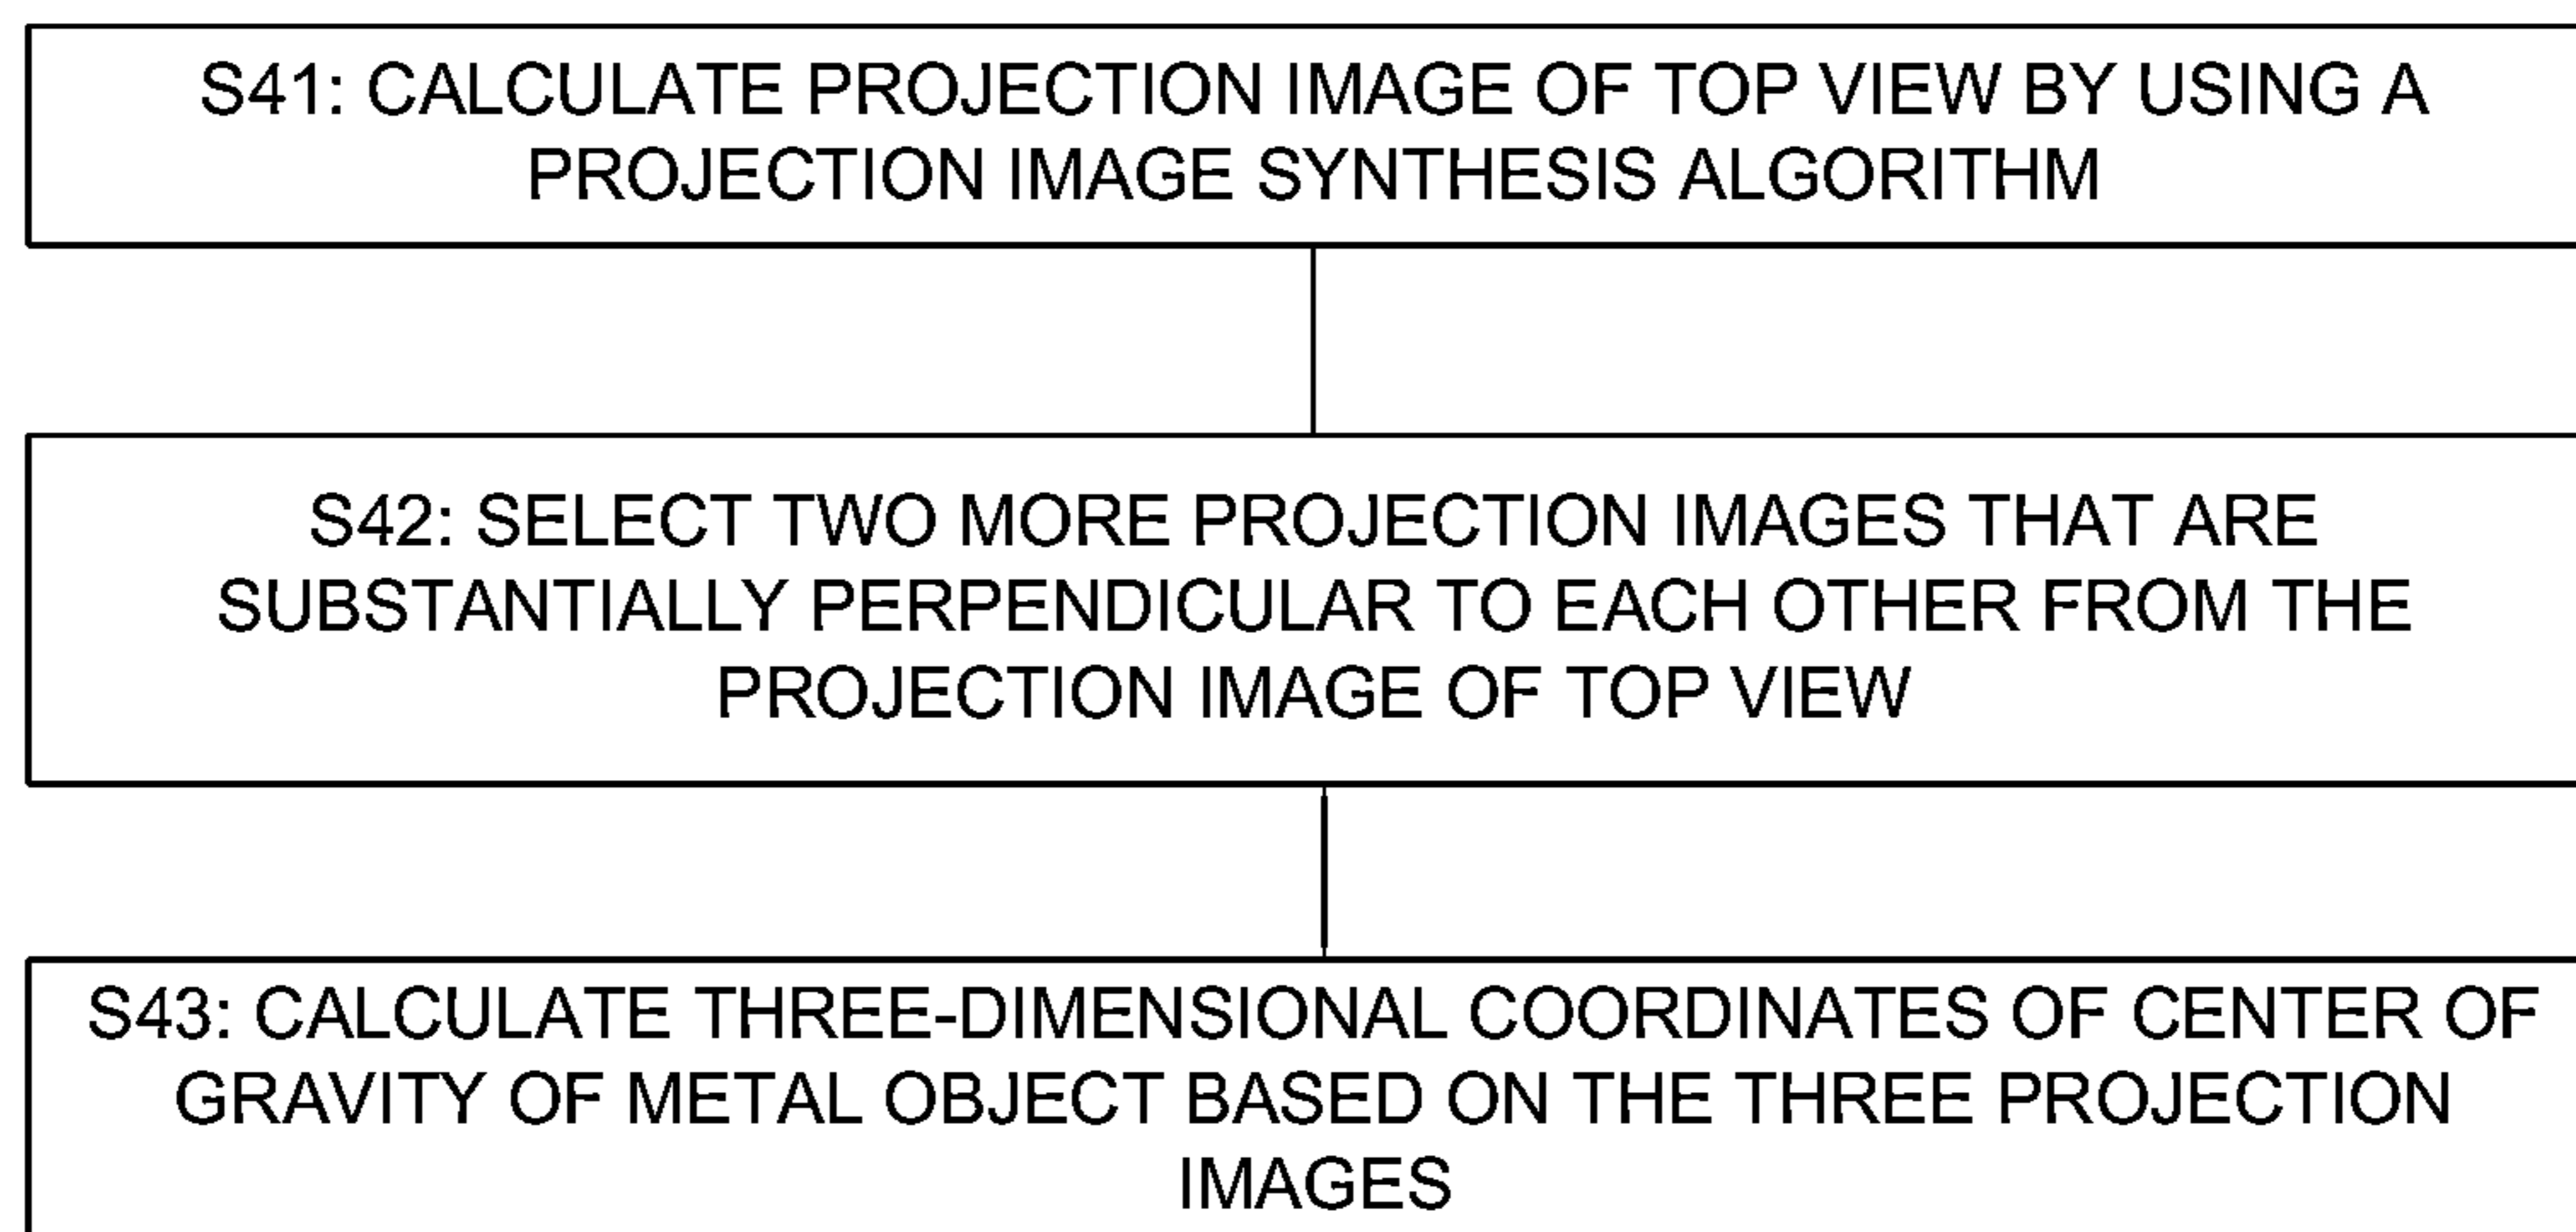 S41: CALCULATE PROJECTION IMAGE OF TOP VIEW BY USING A
PROJECTION IMAGE SYNTHESIS ALGORITHM
S42: SELECT TWO MORE PROJECTION IMAGES THAT ARE
SUBSTANTIALLY PERPENDICULAR TO EACH OTHER FROM THE
PROJECTION IMAGE OF TOP VIEW
S43: CALCULATE THREE-DIMENSIONAL COORDINATES OF CENTER OF
GRAVITY OF METAL OBJECT BASED ON THE THREE PROJECTION
IMAGES